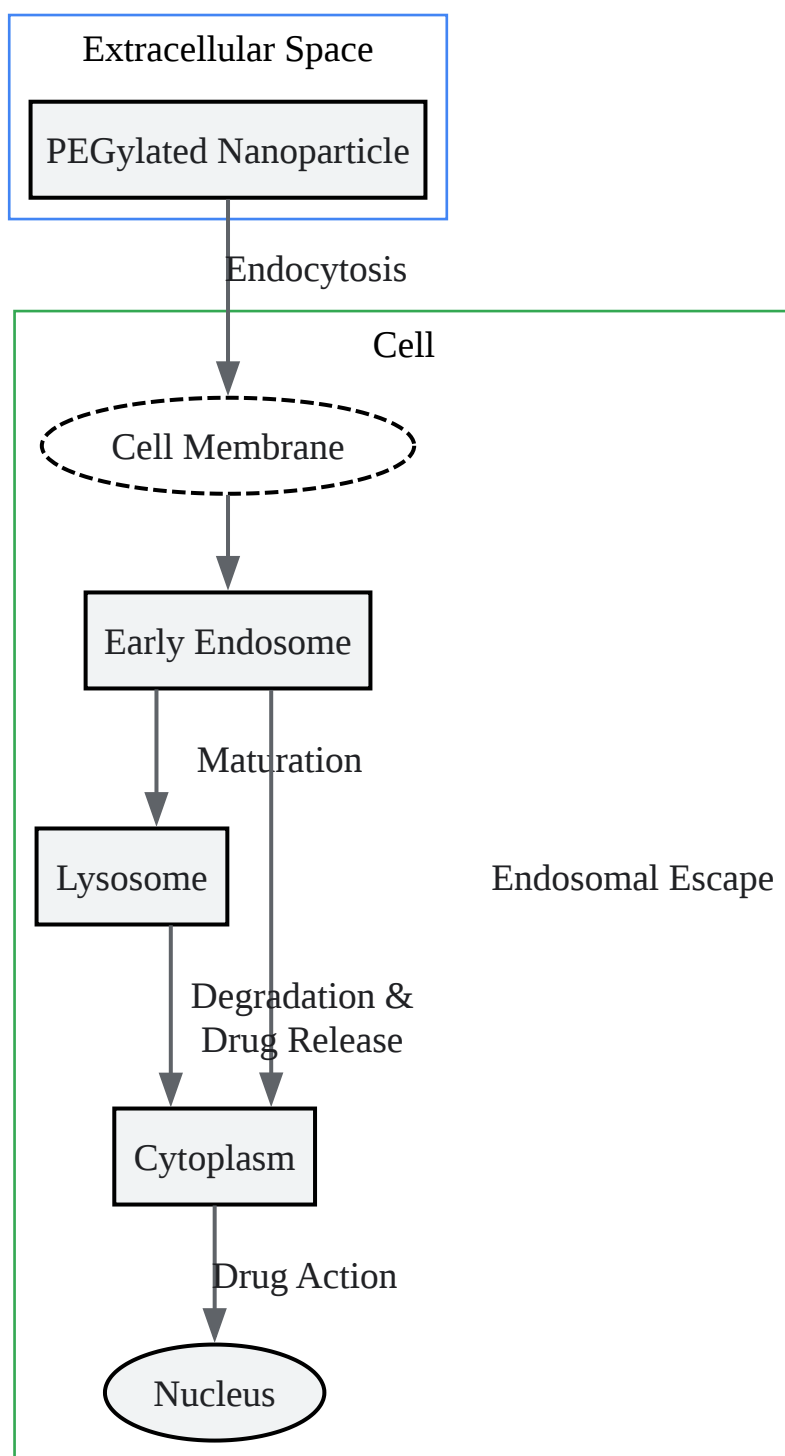 Extracellular Space
PEGylated Nanoparticle
Endocytosis
Cell
Cell Membrane
Early Endosome
Maturation
Lysosome
Endosomal Escape
Degradation &
Drug Release
Cytoplasm
Drug Action
Nucleus